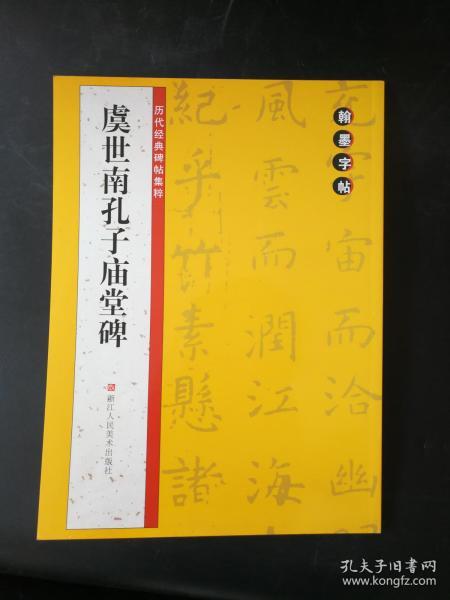 翰墨字帖
历代经典碑帖集粹
虞世南孔子庙堂碑
浙江人民美术出版社
充宇宙而洽幽
風雲而潤江海
紀乎竹素懸諸
孔夫子旧书网
www.kongfz.com